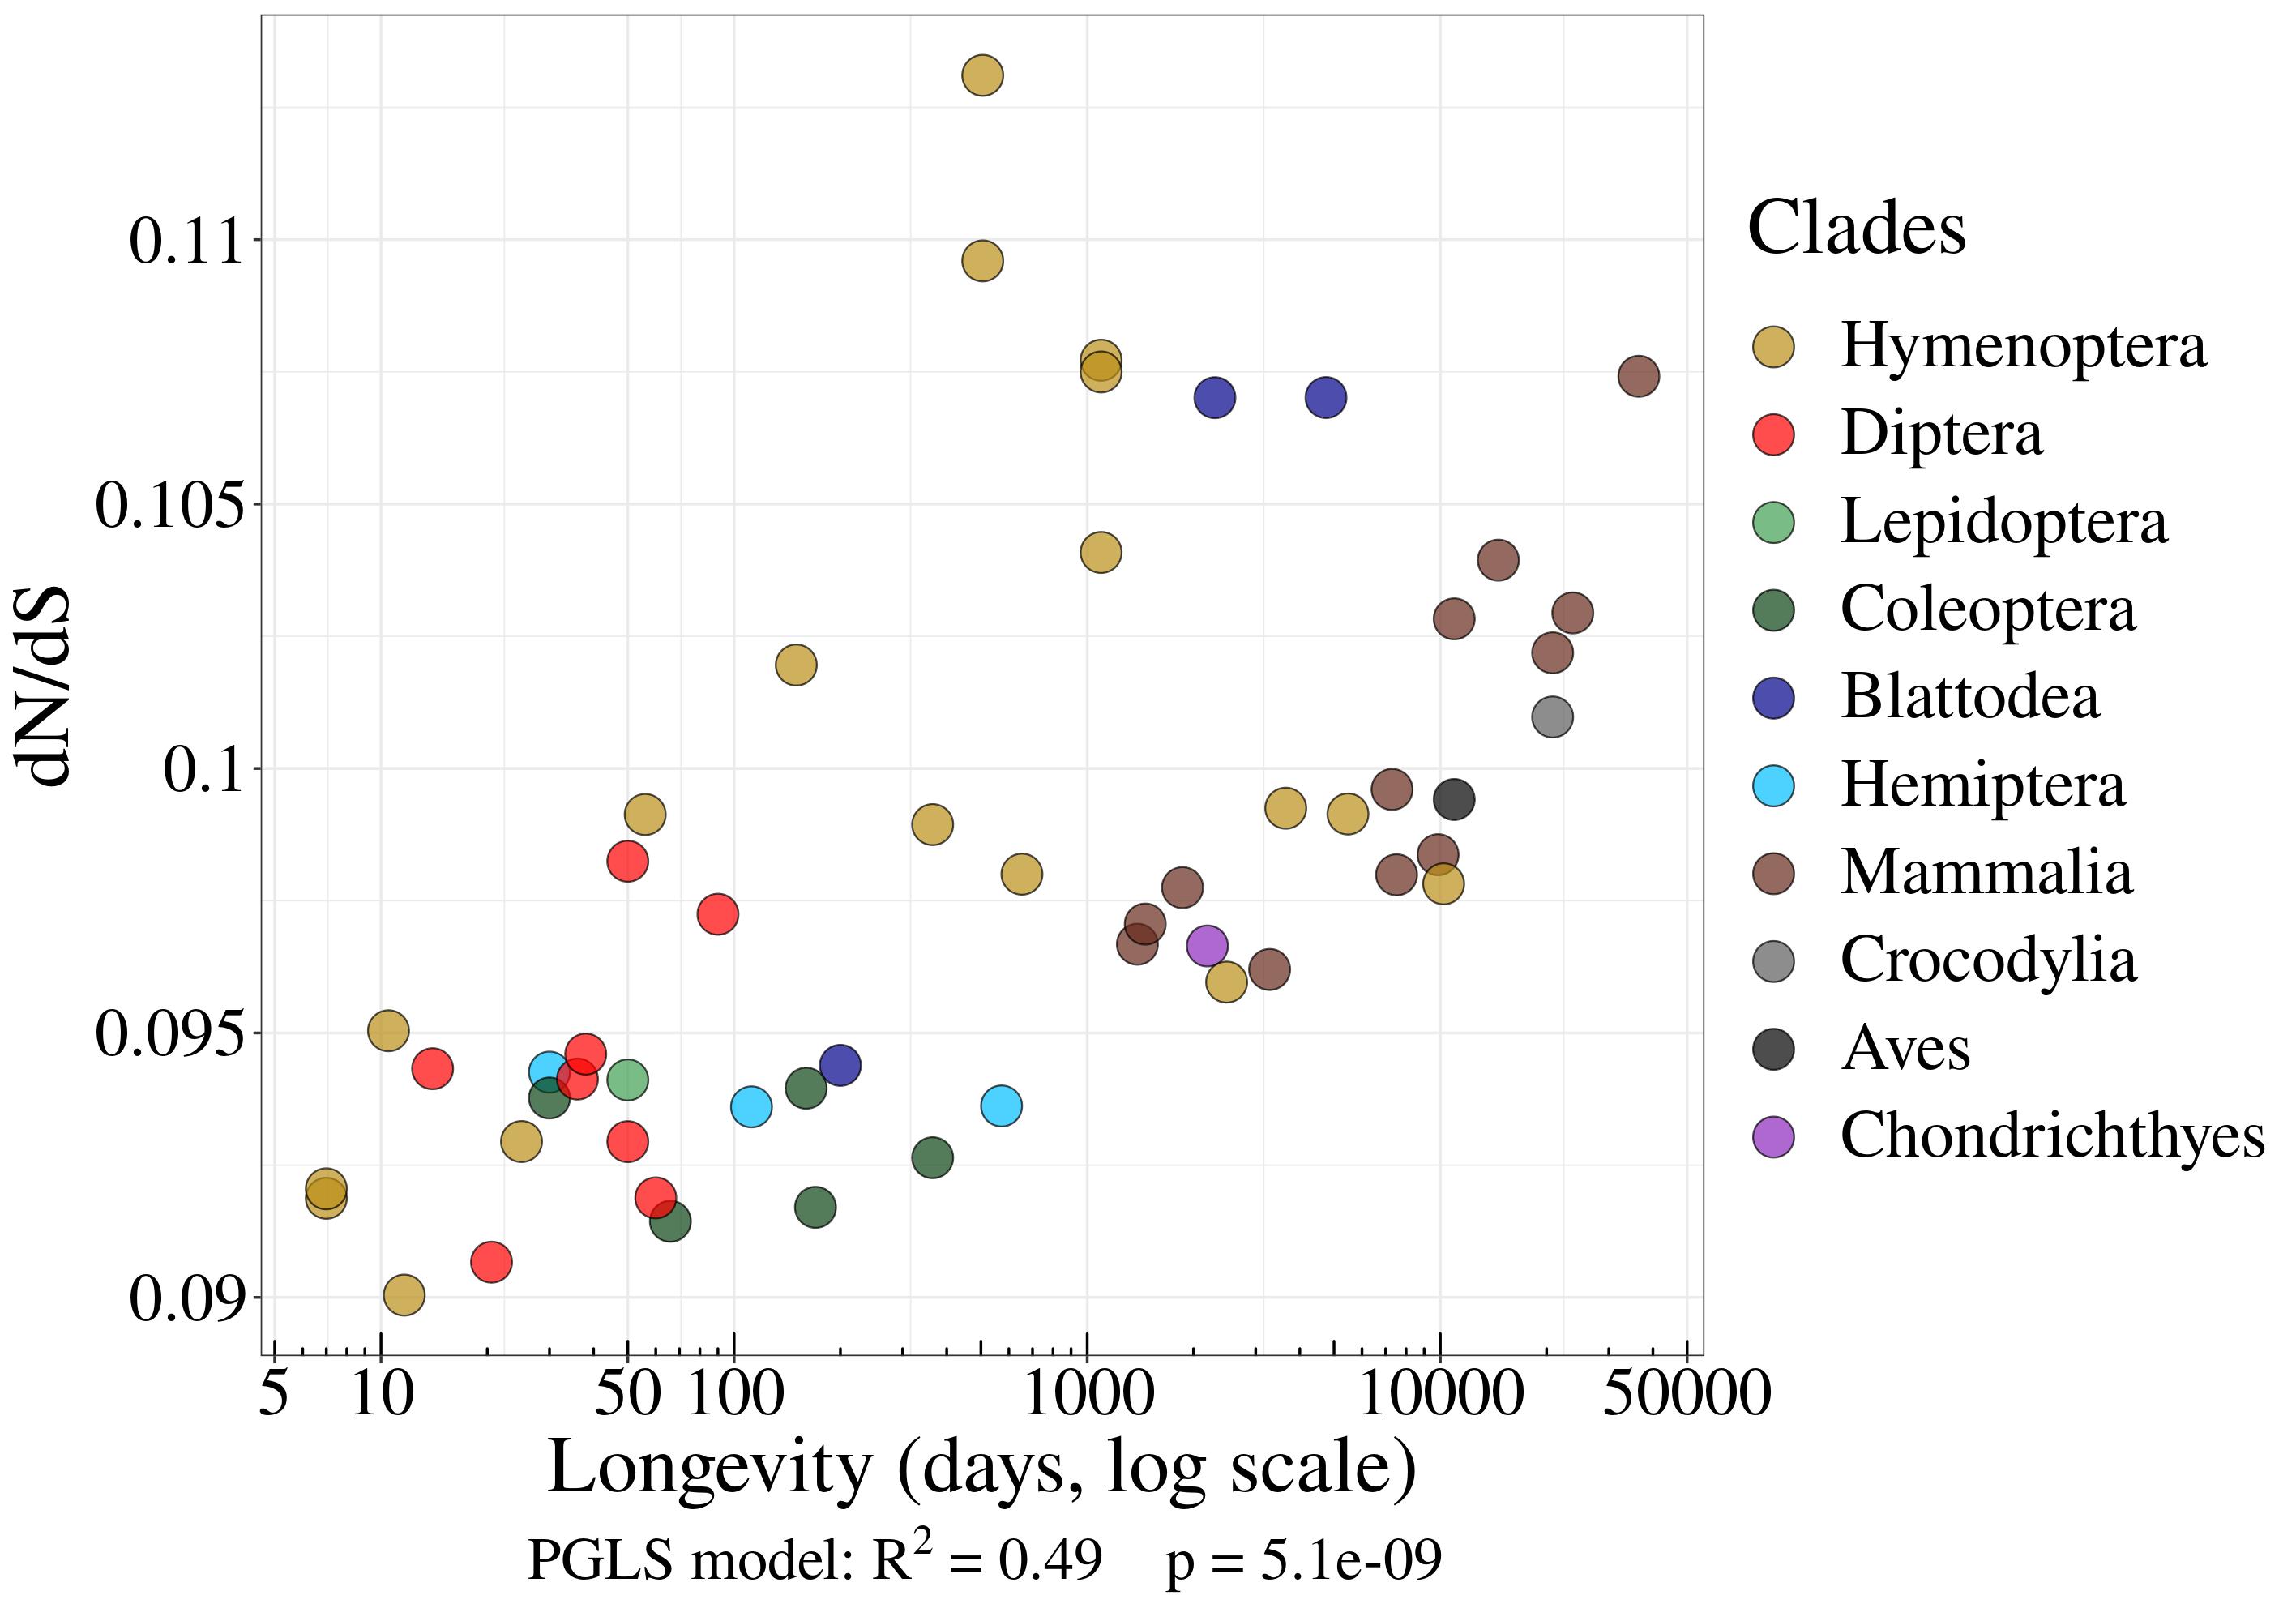 0.11
0.105
0.1
0.095
0.09
dN/dS
5 10 50 100 1000 10000 50000
Longevity (days, log scale)
PGLS model: R² = 0.49 p = 5.1e-09
Clades
Hymenoptera
Diptera
Lepidoptera
Coleoptera
Blattodea
Hemiptera
Mammalia
Crocodylia
Aves
Chondrichthyes